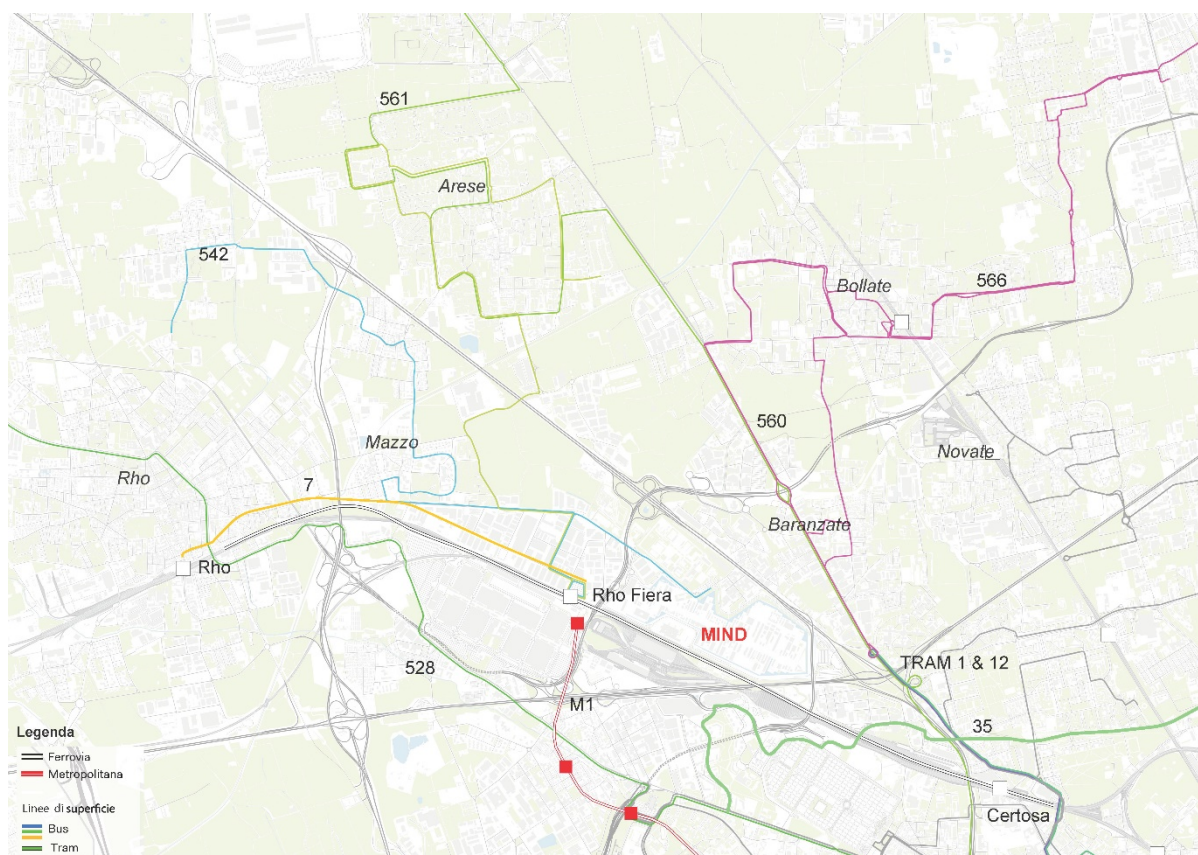 561
Arese
542
Bollate
566
560
Mazzo
Novate
Rho
7
Baranzate
Rho
Rho Fiera
MIND
TRAM 1 & 12
528
M1
35
Certosa
Legenda
Ferrovia
Metropolitana
Linee di superficie
Bus
Tram